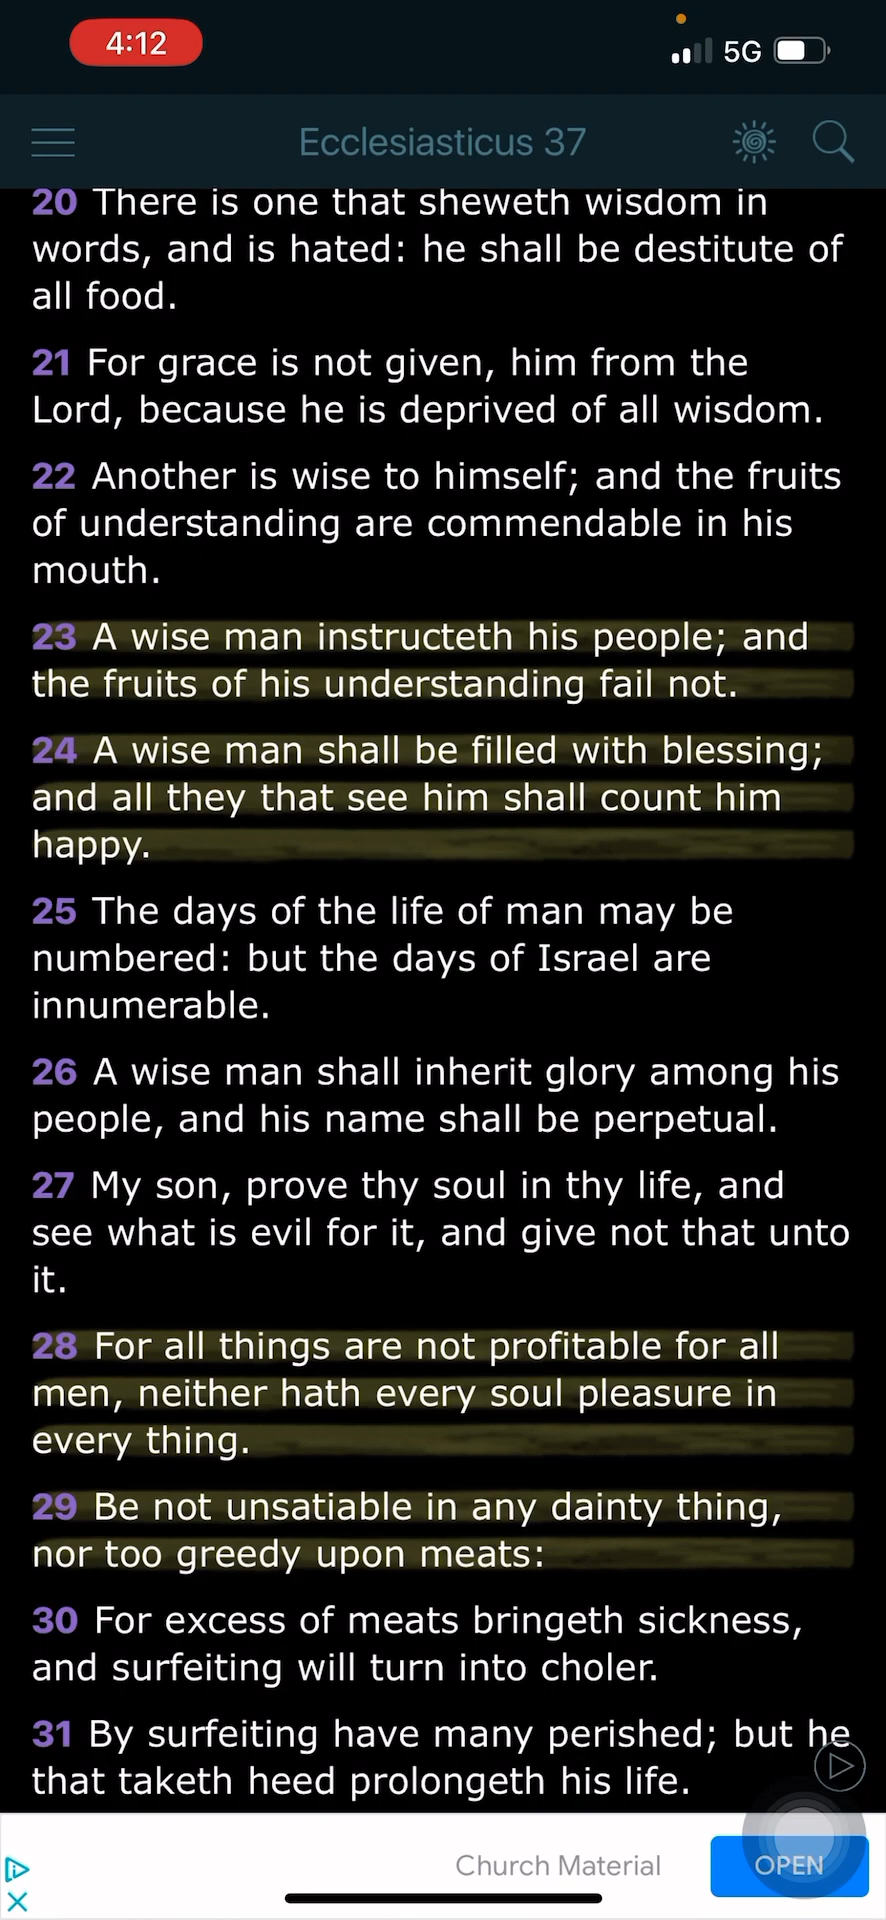 4:12
5G
Ecclesiasticus 37
20 There is one that sheweth wisdom in
words, and is hated: he shall be destitute of
all food.
21 For grace is not given, him from the
Lord, because he is deprived of all wisdom.
22 Another is wise to himself; and the fruits
of understanding are commendable in his
mouth.
23 A wise man instructeth his people; and
the fruits of his understanding fail not.
24 A wise man shall be filled with blessing;
and all they that see him shall count him
happy.
25 The days of the life of man may be
numbered: but the days of Israel are
innumerable.
26 A wise man shall inherit glory among his
people, and his name shall be perpetual.
27 My son, prove thy soul in thy life, and
see what is evil for it, and give not that unto
it.
28 For all things are not profitable for all
men, neither hath every soul pleasure in
every thing.
29 Be not unsatiable in any dainty thing,
nor too greedy upon meats:
30 For excess of meats bringeth sickness,
and surfeiting will turn into choler.
31 By surfeiting have many perished; but he
that taketh heed prolongeth his life.
Church Material
OPEN